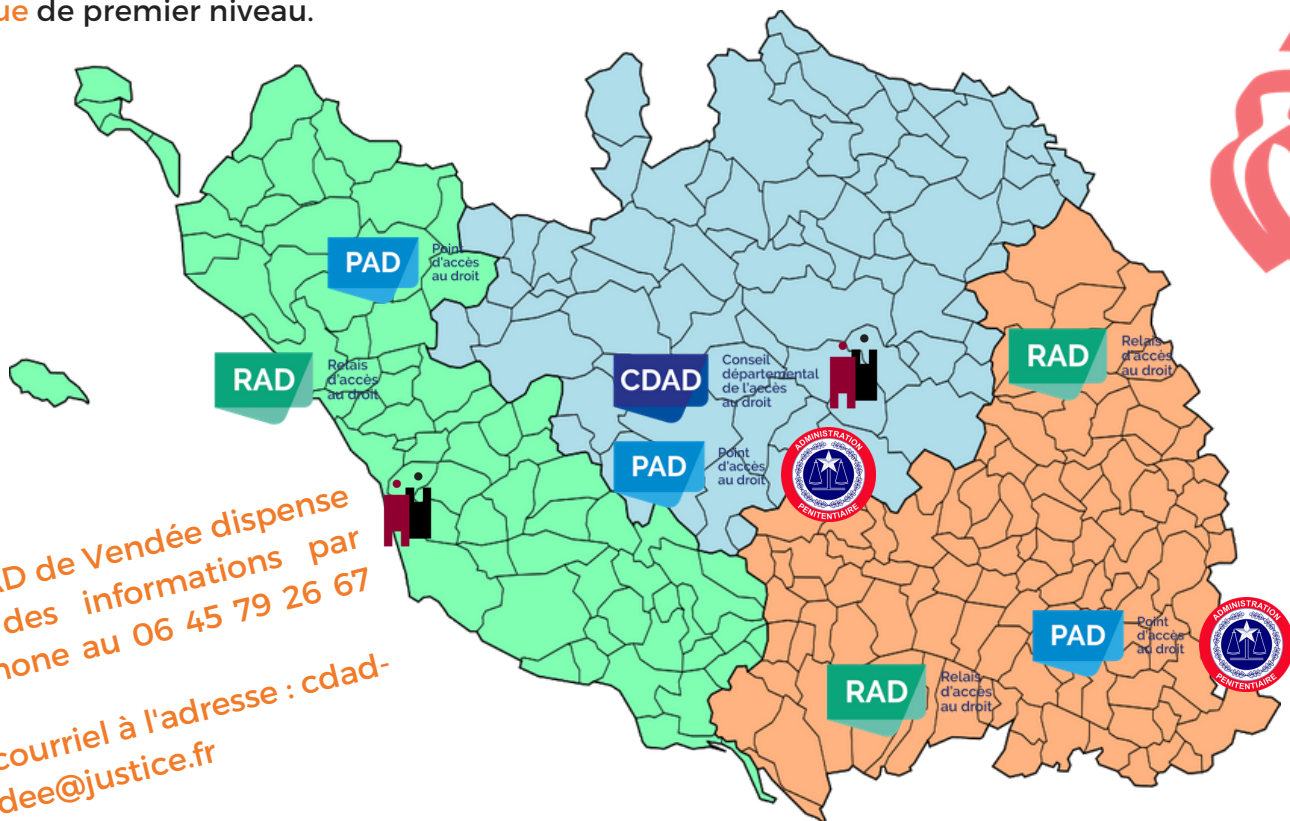 ue de premier niveau.
PAD
Point
d'accès
au droit
RAD
Relais
d'accès
au droit
CDAD
Conseil
départemental
de l'accès
au droit
RAD
Relais
d'accès
au droit
PAD
Point
d'accès
au droit
ADMINISTRATION
PENITENTIAIRE
AD de Vendée dispense
des informations par
hone au 06 45 79 26 67
courriel à l'adresse : cdad-
dee@justice.fr
PAD
Point
d'accès
au droit
ADMINISTRATION
PENITENTIAIRE
RAD
Relais
d'accès
au droit